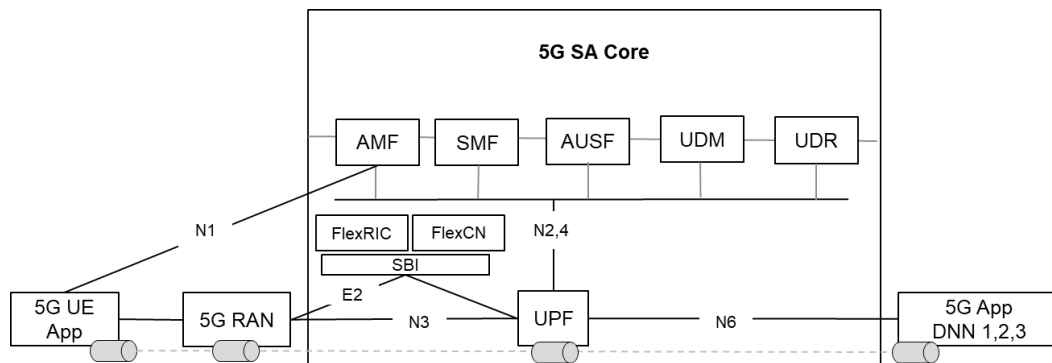 5G SA Core
AMF
SMF
AUSF
UDM
UDR
N1
FlexRIC
FlexCN
N2,4
SBI
E2
5G UE
App
5G RAN
N3
UPF
N6
5G App
DNN 1,2,3